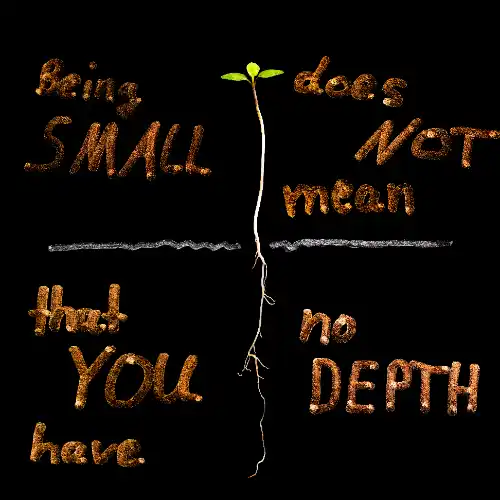 Being does
SMALL NOT
mean
that no
YOU DEPTH
have